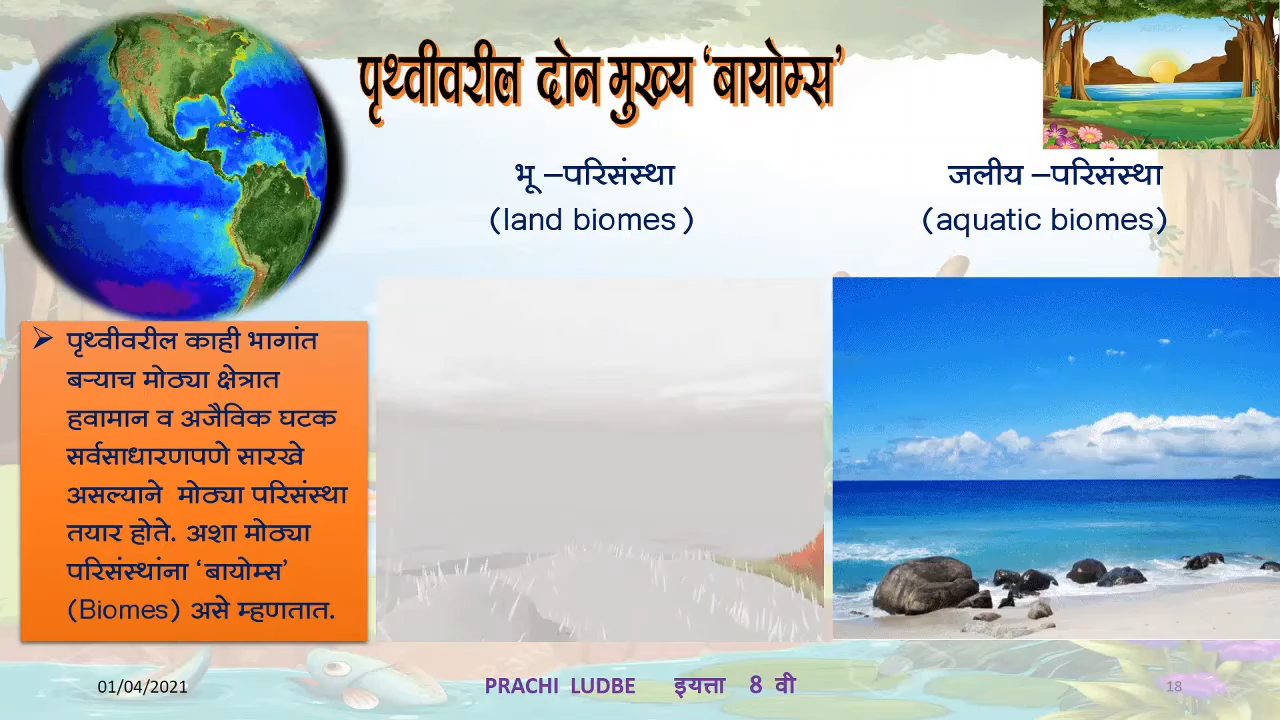 पृथ्वीवरील दोन मुख्य ‘बायोम्स’
भू –परिसंस्था
(land biomes )
जलीय –परिसंस्था
(aquatic biomes)
➢ पृथ्वीवरील काही भागांत
बऱ्याच मोठ्या क्षेत्रात
हवामान व अजैविक घटक
सर्वसाधारणपणे सारखे
असल्याने मोठ्या परिसंस्था
तयार होते. अशा मोठ्या
परिसंस्थांना ‘बायोम्स’
(Biomes) असे म्हणतात.
01/04/2021
PRACHI LUDBE इयत्ता 8 वी
18